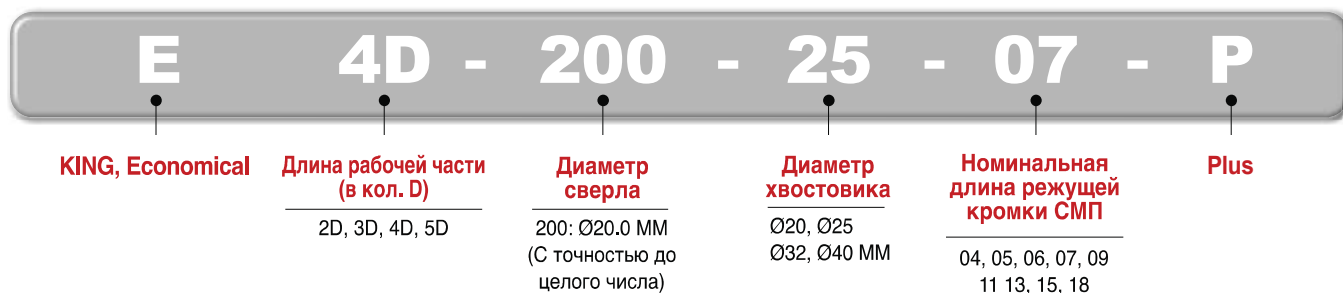 E 4D - 200 - 25 - 07 - P
KING, Economical
Длина рабочей части
(в кол. D)
2D, 3D, 4D, 5D
Диаметр
сверла
200: Ø20.0 ММ
(С точностью до
целого числа)
Диаметр
хвостовика
Ø20, Ø25
Ø32, Ø40 ММ
Номинальная
длина режущей
кромки СМП
04, 05, 06, 07, 09
11 13, 15, 18
Plus